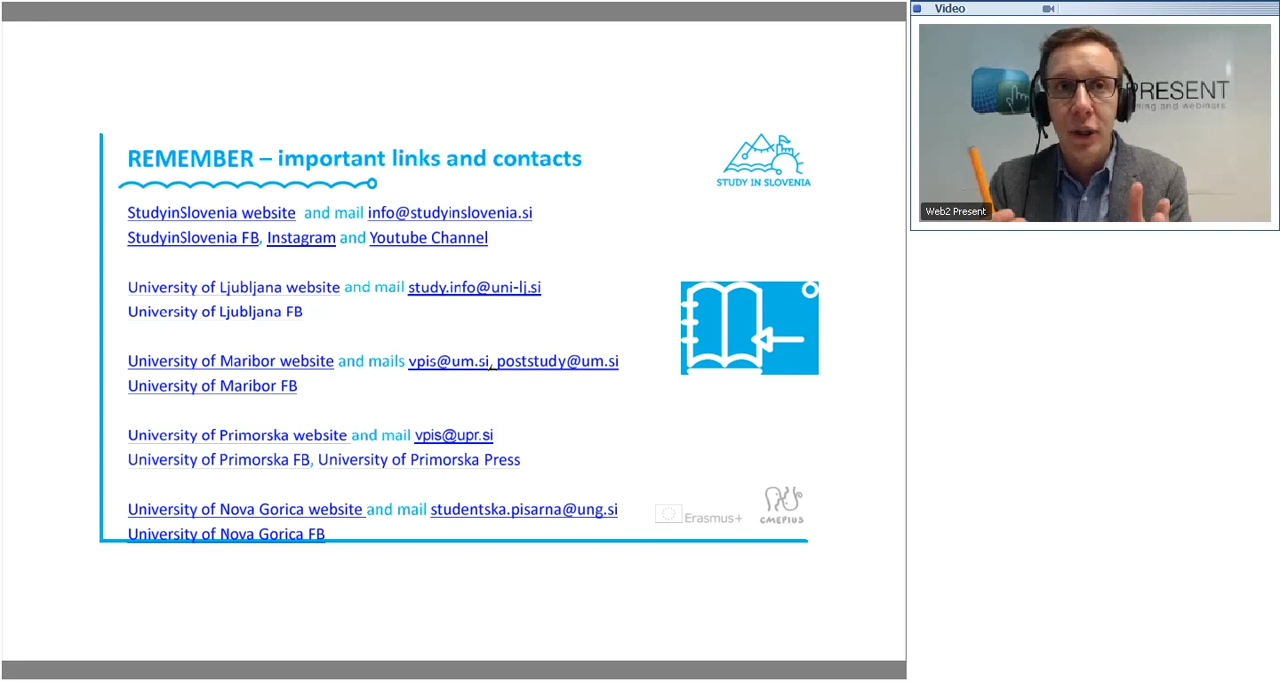 REMEMBER – important links and contacts
STUDY IN SLOVENIA
StudyinSlovenia website and mail info@studyinslovenia.si
StudyinSlovenia FB, Instagram and Youtube Channel
University of Ljubljana website and mail study.info@uni-lj.si
University of Ljubljana FB
University of Maribor website and mails vpis@um.si, poststudy@um.si
University of Maribor FB
University of Primorska website and mail vpis@upr.si
University of Primorska FB, University of Primorska Press
University of Nova Gorica website and mail studentska.pisarna@ung.si
University of Nova Gorica FB
Erasmus+
CMEPIUS
Video
PRESENT
and webinars
Web2 Present